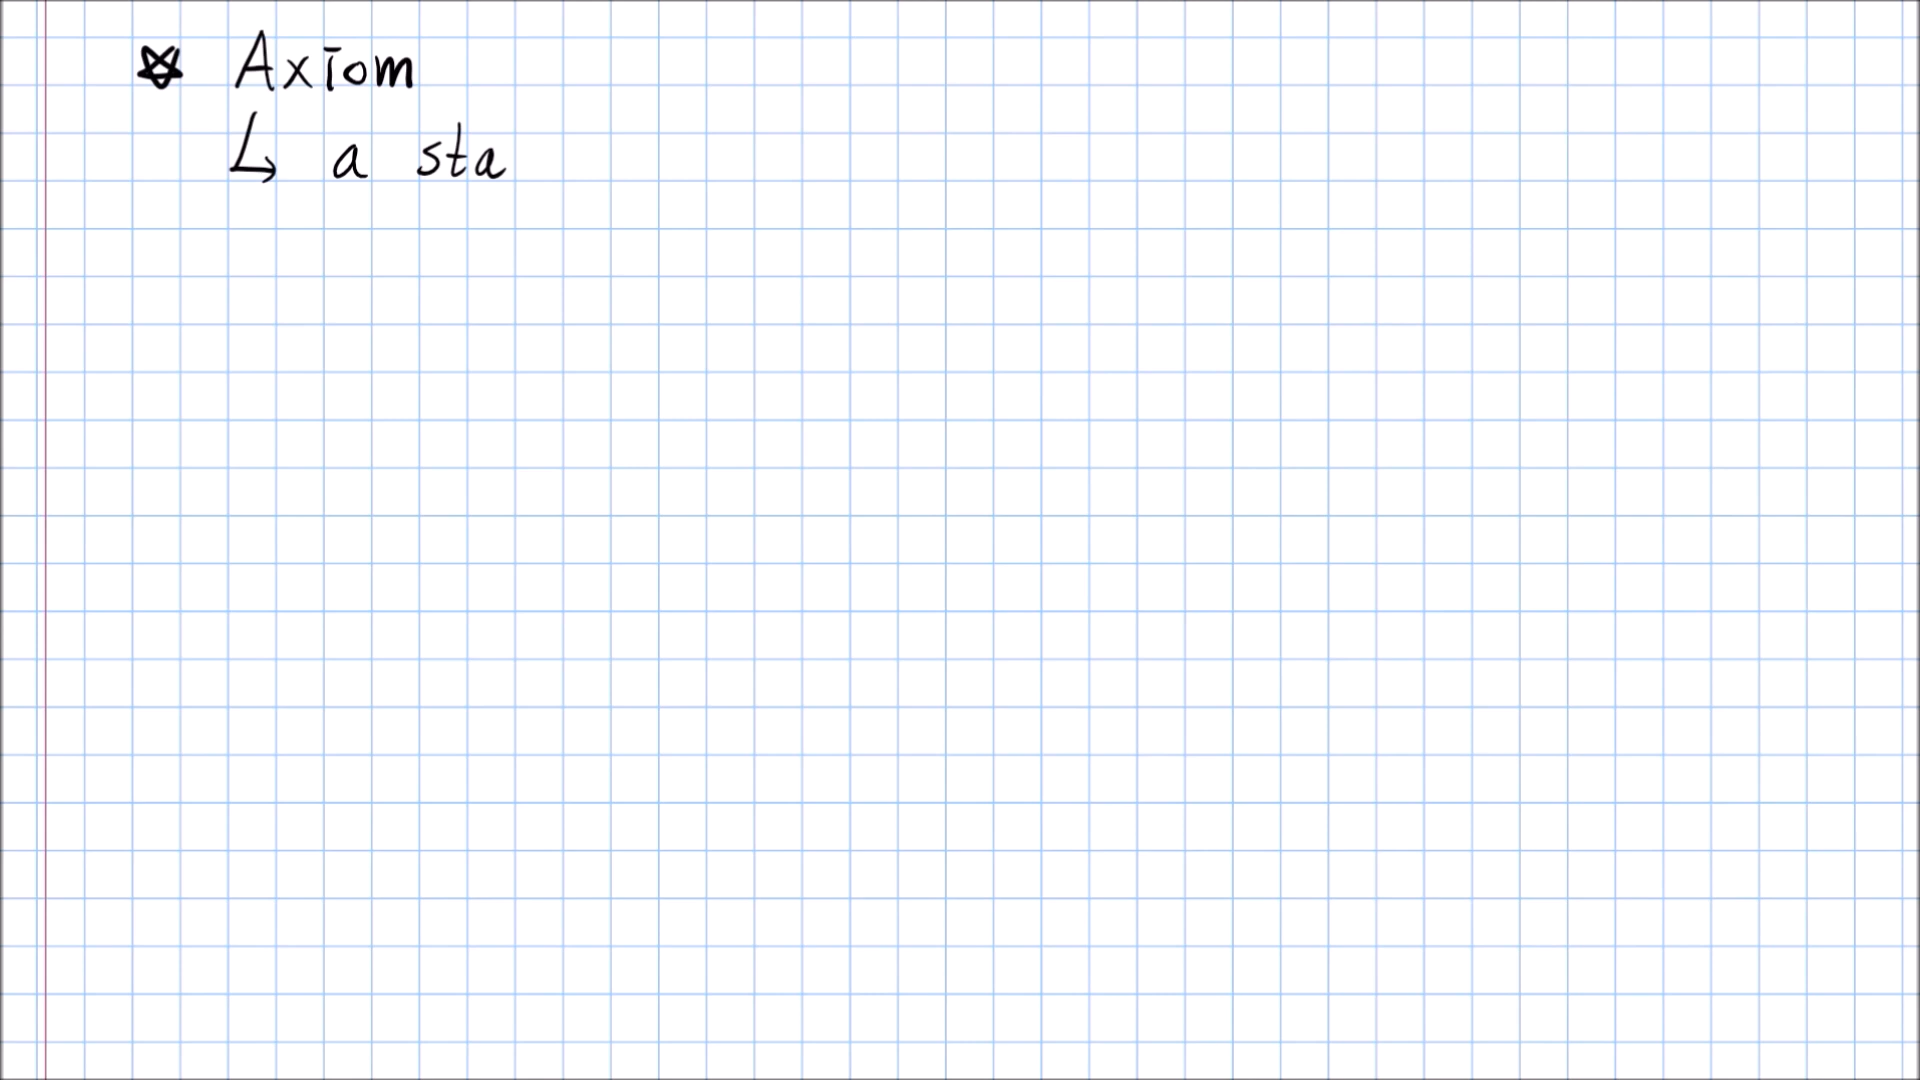 ☆ Axiom
↳ a sta